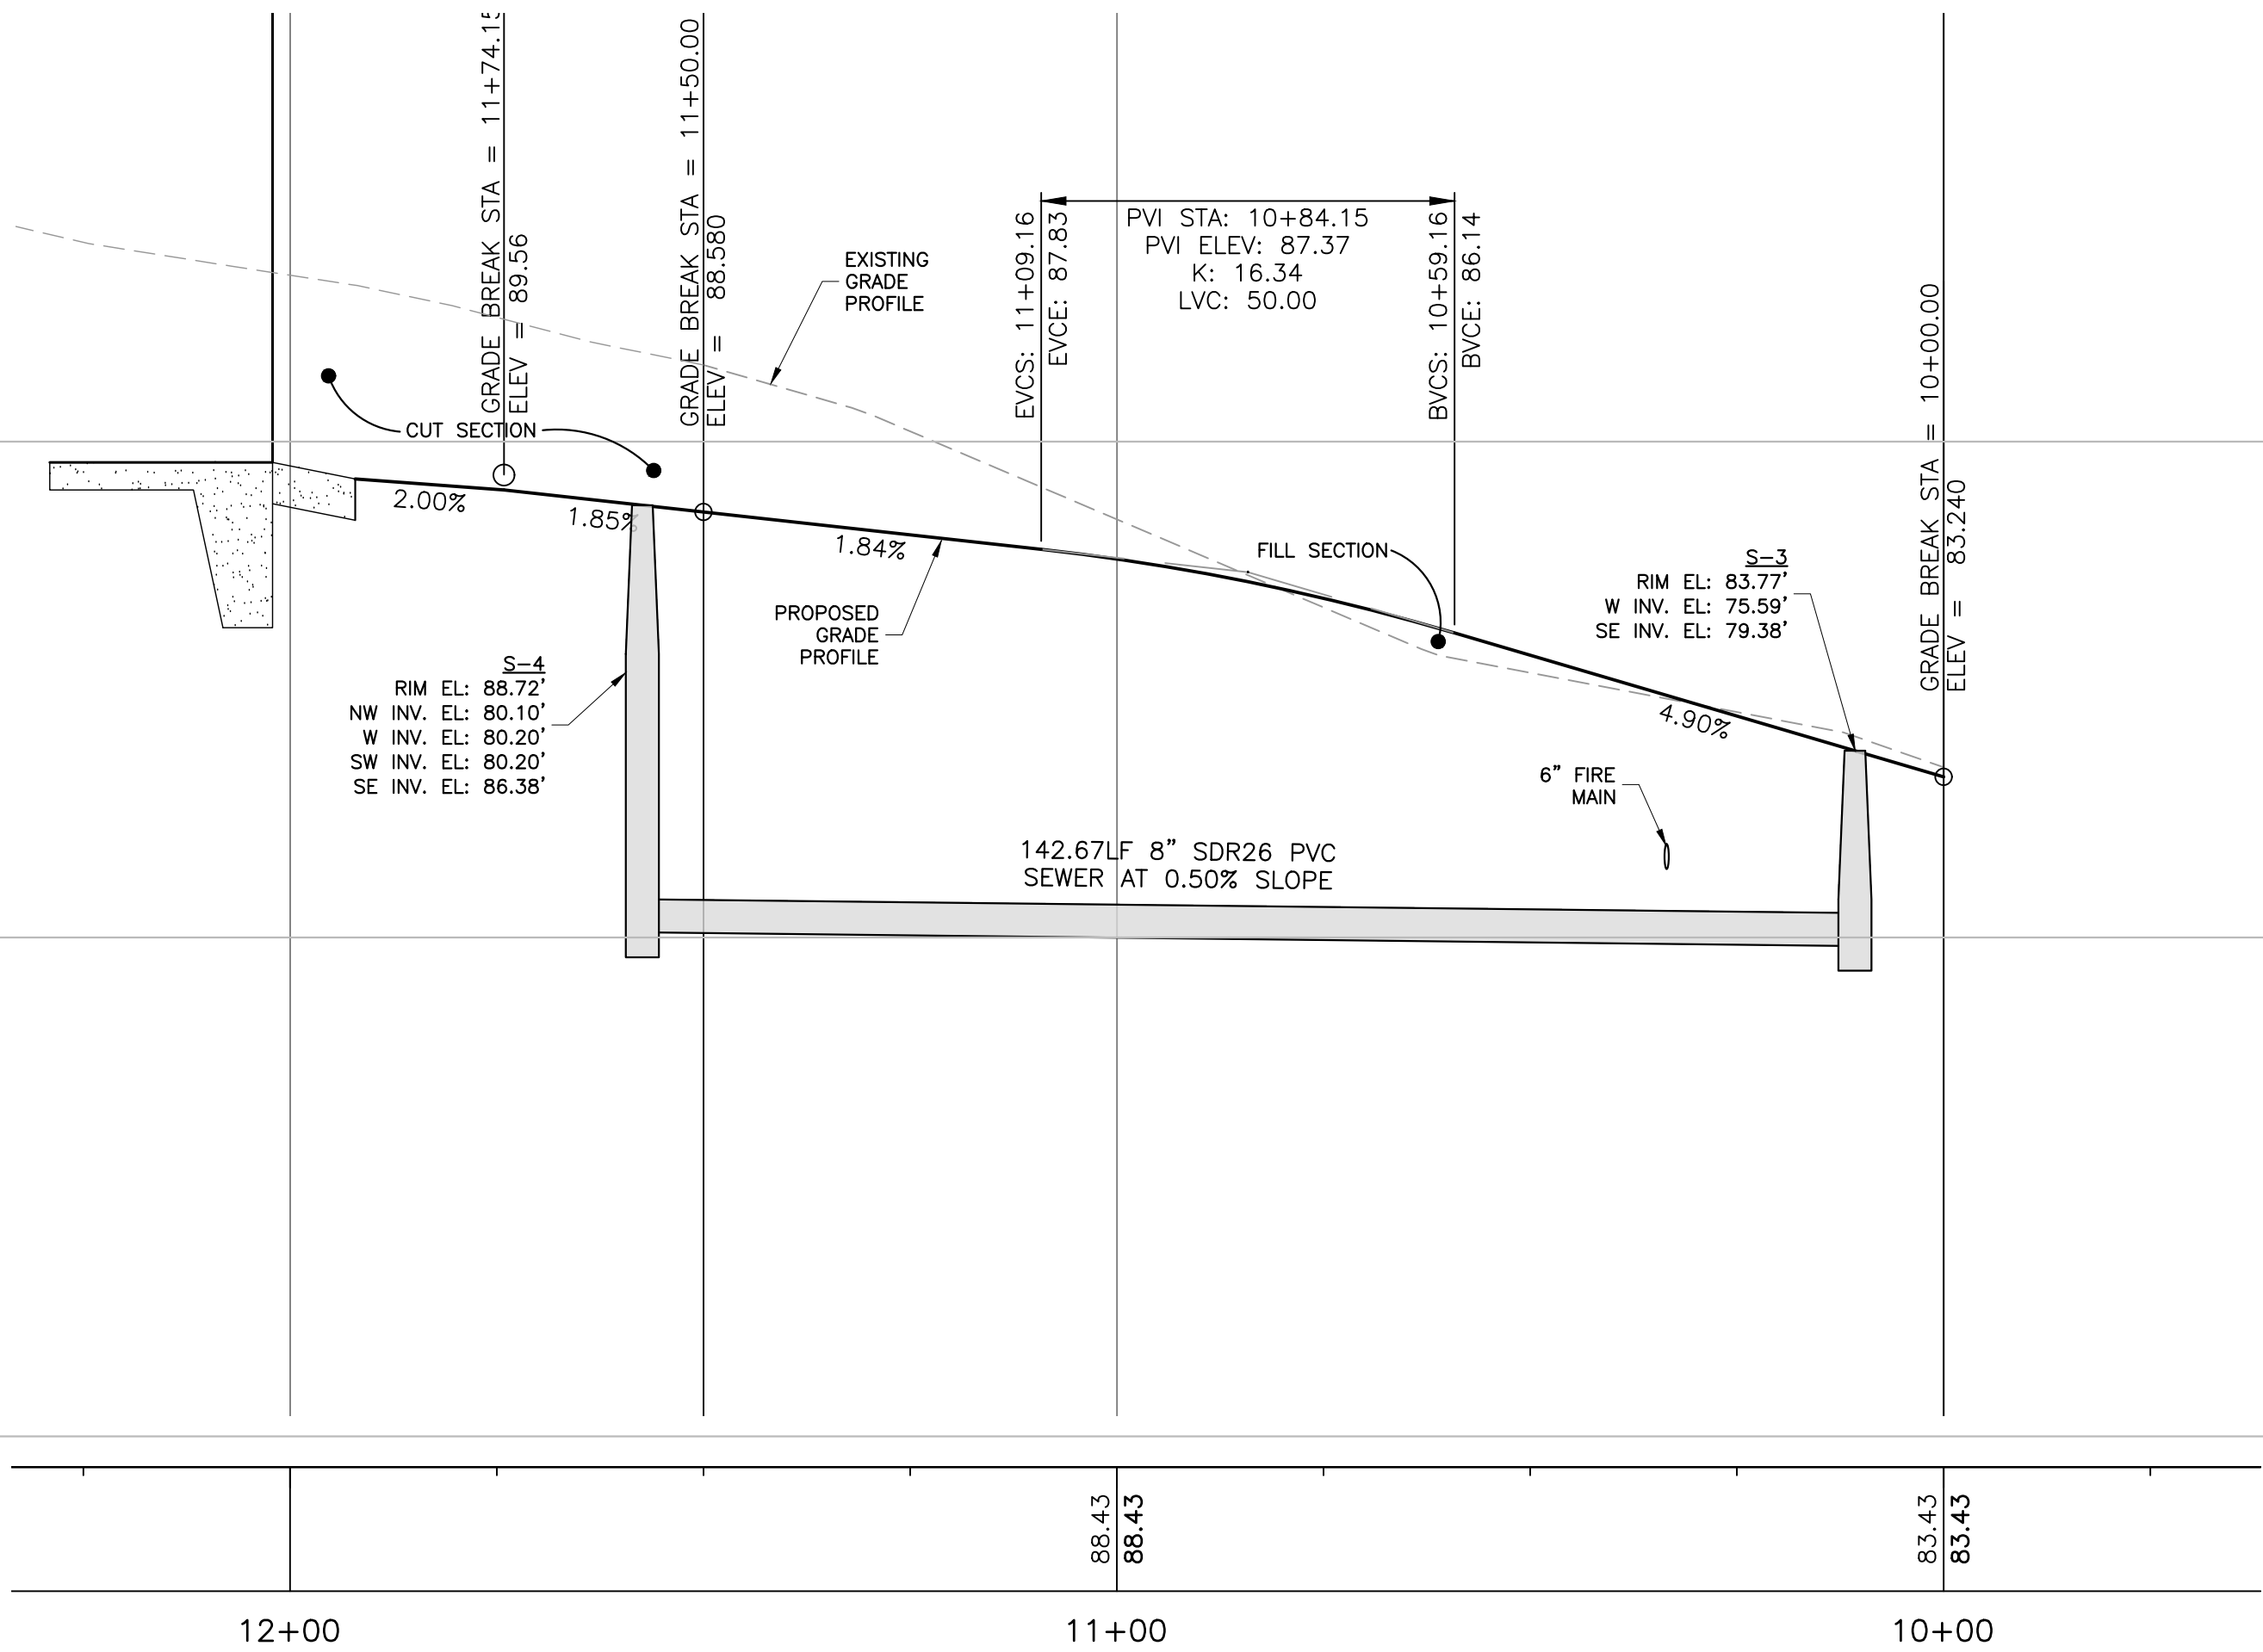 GRADE BREAK STA = 11+74.15
ELEV = 89.56
GRADE BREAK STA = 11+50.00
ELEV = 88.580
EXISTING
GRADE
PROFILE
EVCS: 11+09.16
EVCE: 87.83
PVI STA: 10+84.15
PVI ELEV: 87.37
K: 16.34
LVC: 50.00
BVCS: 10+59.16
BVCE: 86.14
GRADE BREAK STA = 10+00.00
ELEV = 83.240
CUT SECTION
2.00%
1.85%
1.84%
FILL SECTION
PROPOSED
GRADE
PROFILE
S-3
RIM EL: 83.77'
W INV. EL: 75.59'
SE INV. EL: 79.38'
S-4
RIM EL: 88.72'
NW INV. EL: 80.10'
W INV. EL: 80.20'
SW INV. EL: 80.20'
SE INV. EL: 86.38'
4.90%
6" FIRE
MAIN
142.67LF 8" SDR26 PVC
SEWER AT 0.50% SLOPE
88.43
88.43
83.43
83.43
12+00
11+00
10+00